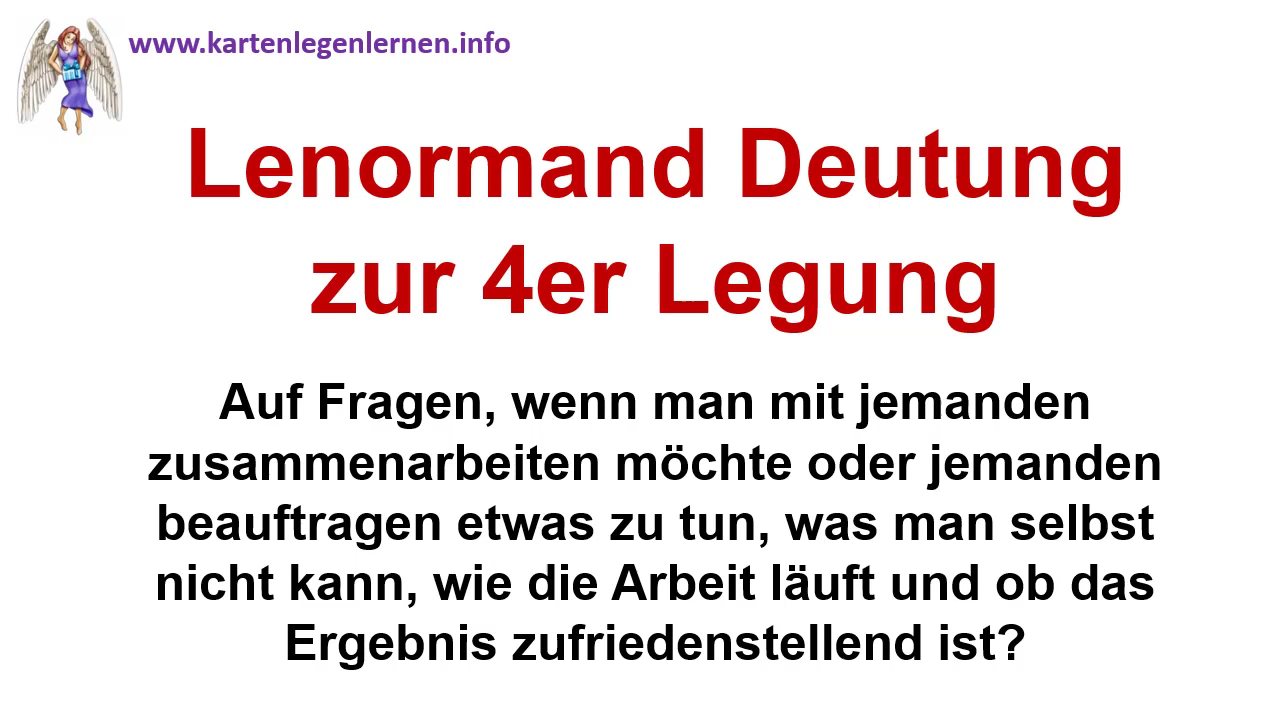 www.kartenlegenlernen.info
Lenormand Deutung
zur 4er Legung
Auf Fragen, wenn man mit jemanden
zusammenarbeiten möchte oder jemanden
beauftragen etwas zu tun, was man selbst
nicht kann, wie die Arbeit läuft und ob das
Ergebnis zufriedenstellend ist?